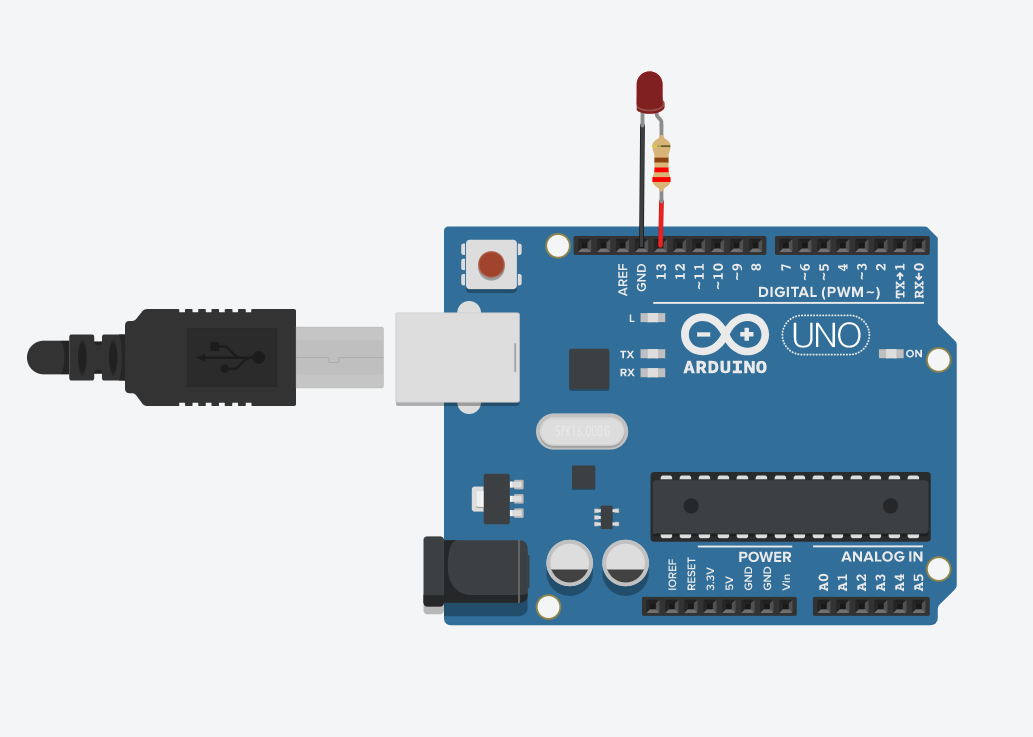 AREF
GND
13
12
~11
~10
~9
8
7
~6
~5
4
~3
2
TX→1
RX←0
DIGITAL (PWM~)
L
TX
RX
ARDUINO
UNO
ON
POWER
ANALOG IN
IOREF
RESET
3.3V
5V
GND
GND
Vin
A0
A1
A2
A3
A4
A5